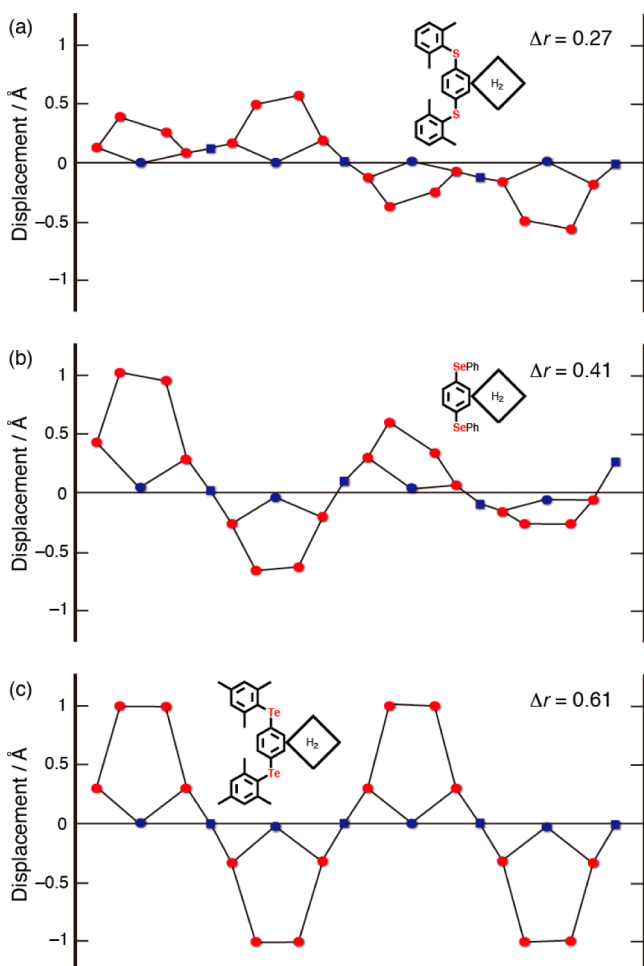 (a)
Displacement / Å
1
0.5
0
−0.5
−1
S
H₂
S
Δr = 0.27
(b)
Displacement / Å
1
0.5
0
−0.5
−1
SePh
H₂
SePh
Δr = 0.41
(c)
Displacement / Å
1
0.5
0
−0.5
−1
Te
H₂
Te
Δr = 0.61